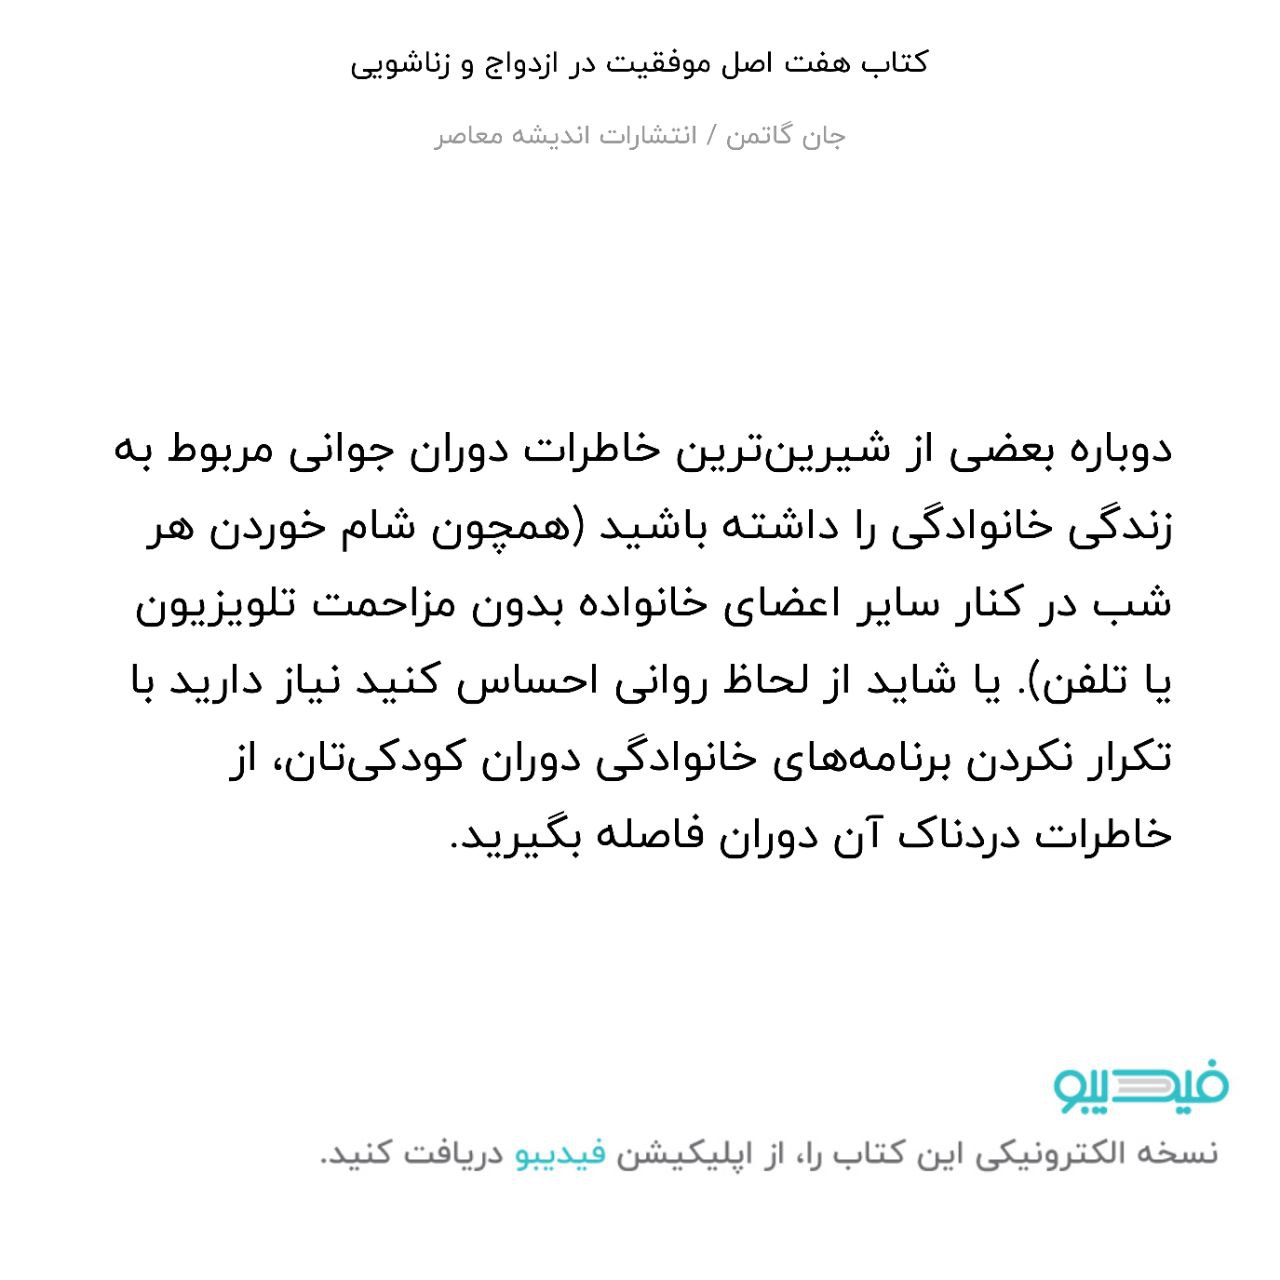 کتاب هفت اصل موفقیت در ازدواج و زناشویی
جان گاتمن / انتشارات اندیشه معاصر
دوباره بعضی از شیرین‌ترین خاطرات دوران جوانی مربوط به
زندگی خانوادگی را داشته باشید (همچون شام خوردن هر
شب در کنار سایر اعضای خانواده بدون مزاحمت تلویزیون
یا تلفن). یا شاید از لحاظ روانی احساس کنید نیاز دارید با
تکرار نکردن برنامه‌های خانوادگی دوران کودکی‌تان، از
خاطرات دردناک آن دوران فاصله بگیرید.
فیدیبو
نسخه الکترونیکی این کتاب را، از اپلیکیشن فیدیبو دریافت کنید.